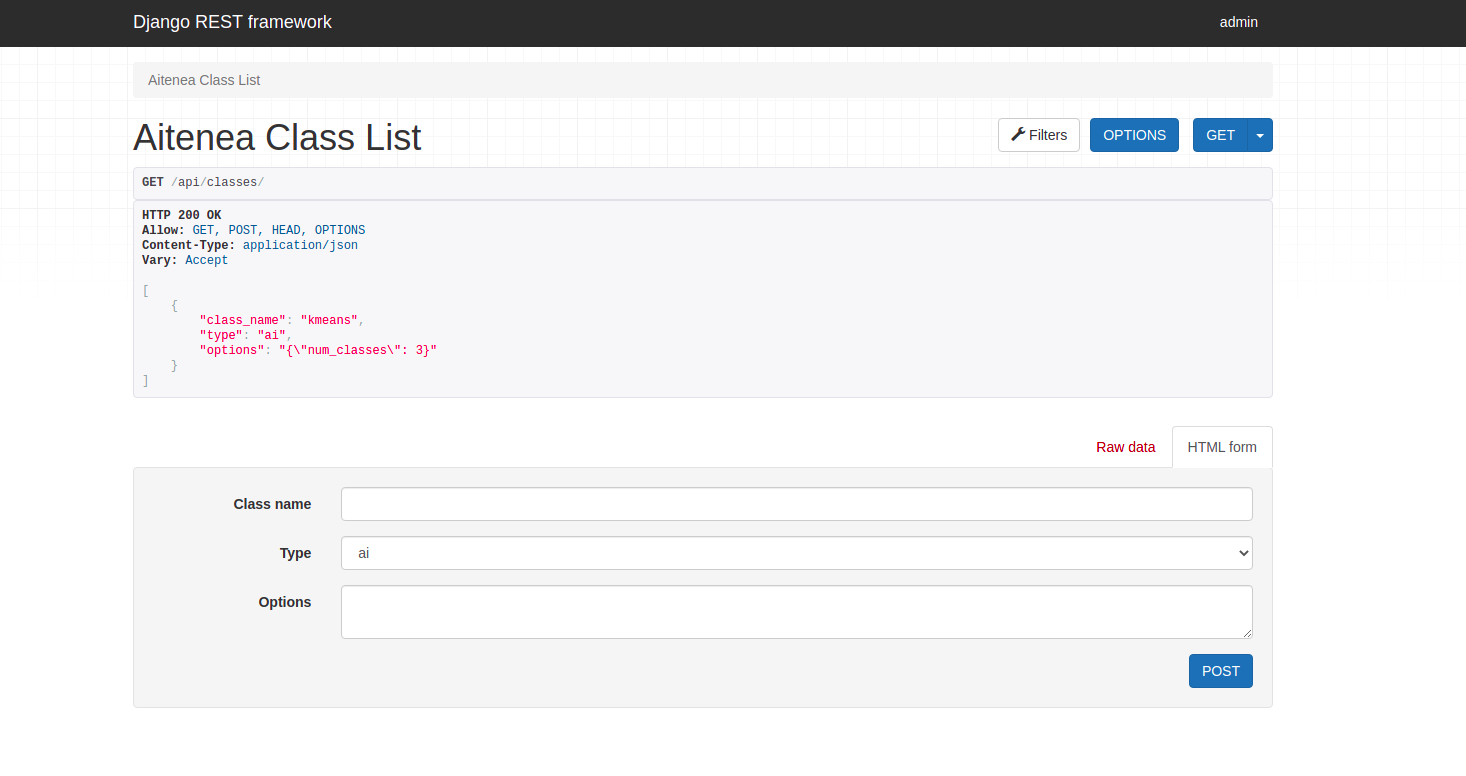 Django REST framework admin
Aitenea Class List
Aitenea Class List Filters OPTIONS GET
GET /api/classes/
HTTP 200 OK
Allow: GET, POST, HEAD, OPTIONS
Content-Type: application/json
Vary: Accept
[
    {
        "class_name": "kmeans",
        "type": "ai",
        "options": "{\"num_classes\": 3}"
    }
]
Raw data HTML form
Class name
Type ai
Options
POST